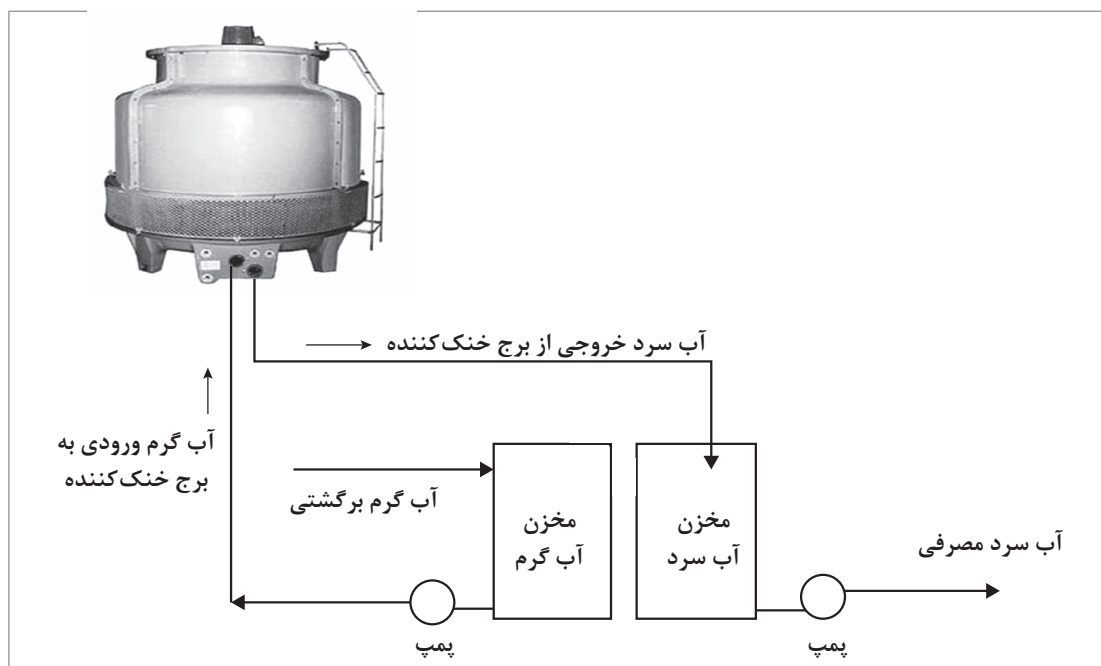 آب سرد خروجی از برج خنک‌کننده
آب گرم ورودی به
برج خنک‌کننده
آب گرم برگشتی
مخزن
آب گرم
مخزن
آب سرد
آب سرد مصرفی
پمپ
پمپ